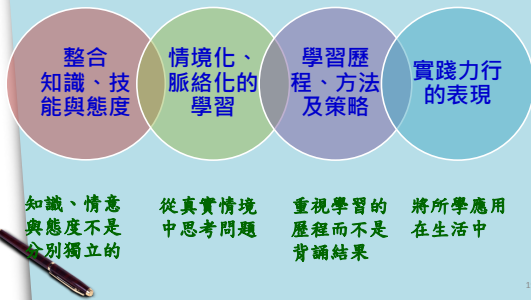 整合
知識、技
能與態度
情境化、
脈絡化的
學習
學習歷
程、方法
及策略
實踐力行
的表現
知識、情意
與態度不是
分別獨立的
從真實情境
中思考問題
重視學習的
歷程而不是
背誦結果
將所學應用
在生活中